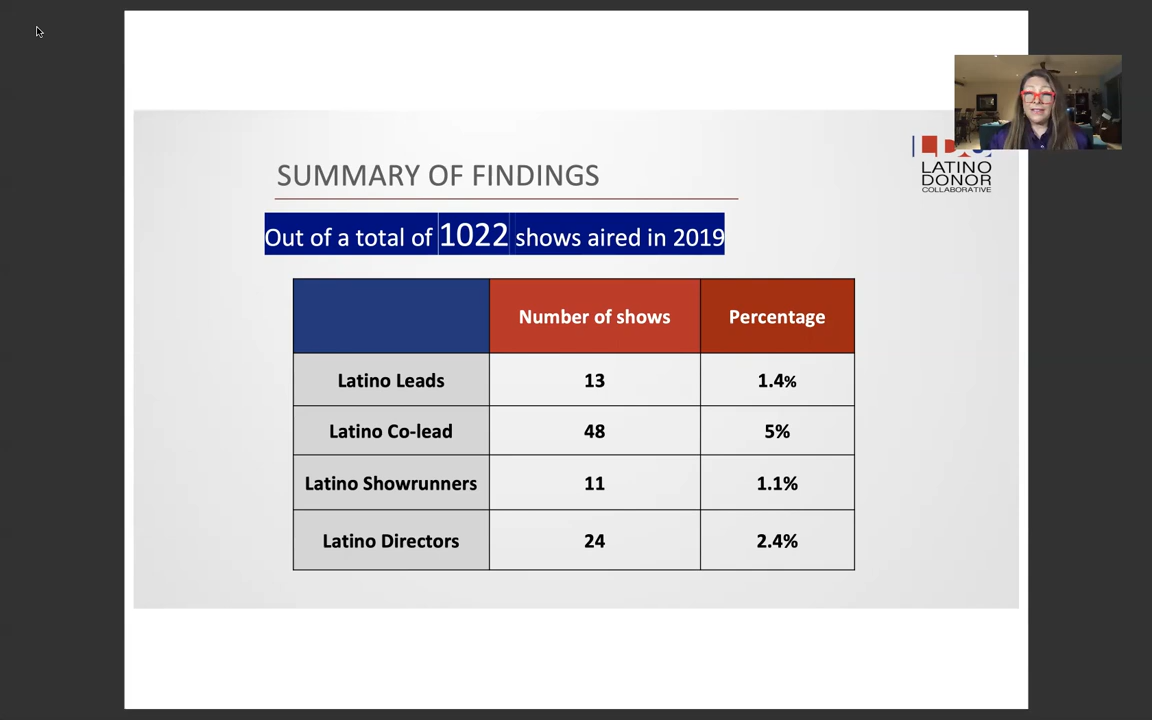 SUMMARY OF FINDINGS
LATINO
DONOR
COLLABORATIVE
Out of a total of 1022 shows aired in 2019
Number of shows Percentage
Latino Leads 13 1.4%
Latino Co-lead 48 5%
Latino Showrunners 11 1.1%
Latino Directors 24 2.4%